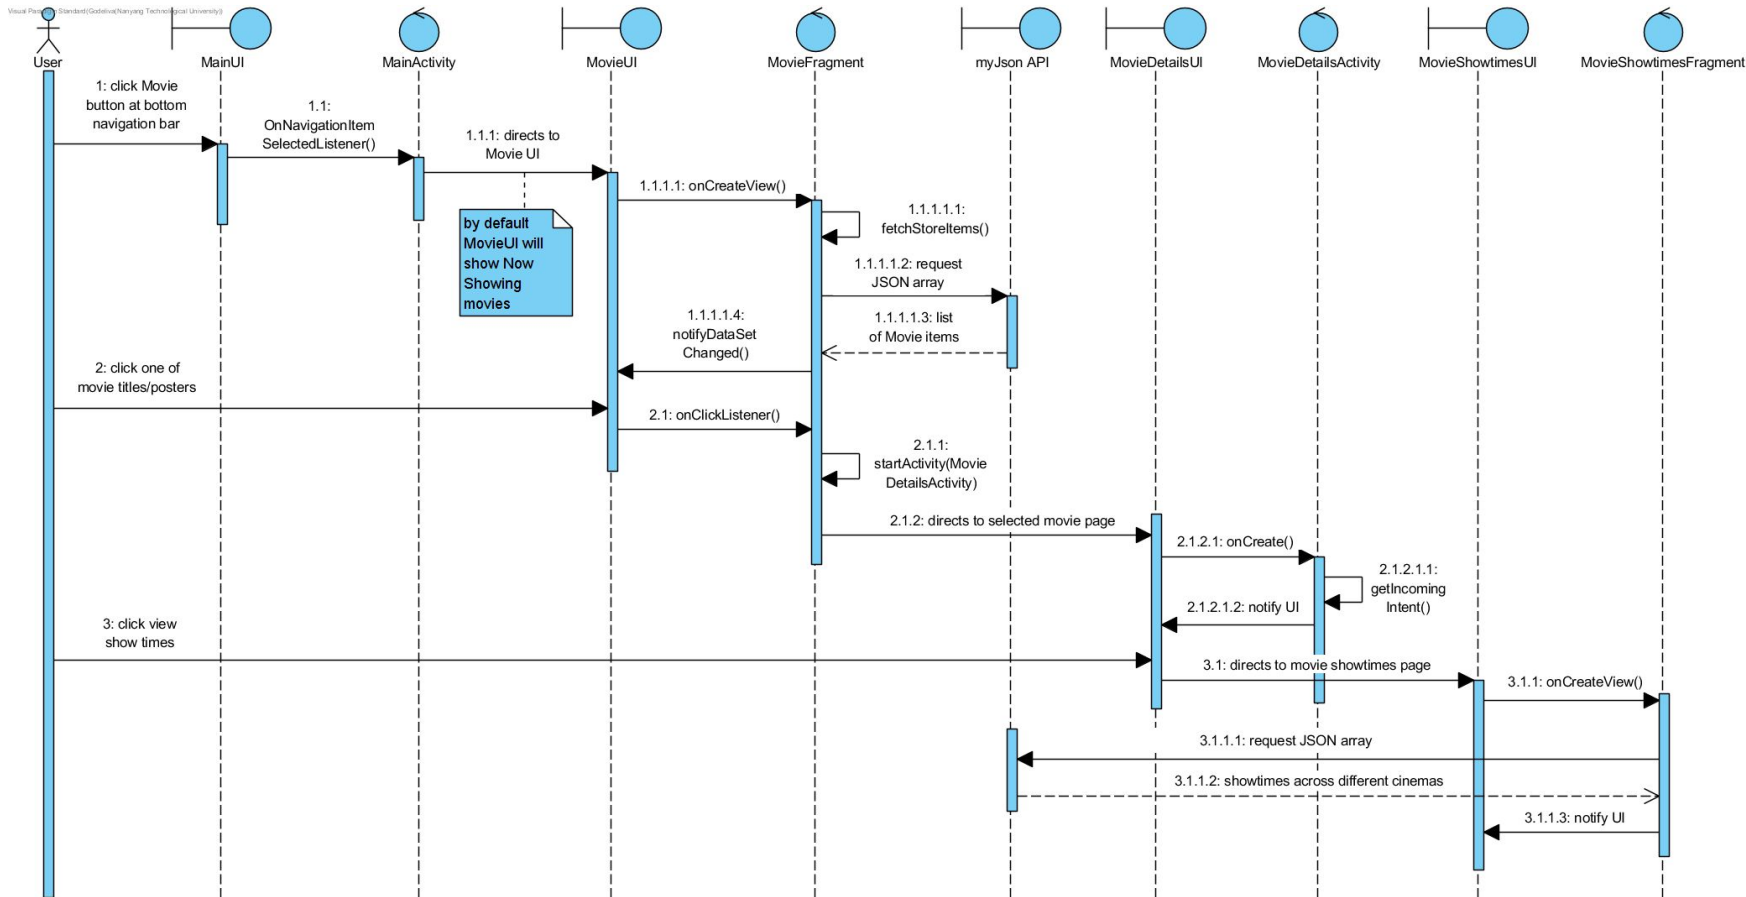 Visual Paradigm Standard(Godeliva(Nanyang Technological University))
User
MainUI
MainActivity
MovieUI
MovieFragment
myJson API
MovieDetailsUI
MovieDetailsActivity
MovieShowtimesUI
MovieShowtimesFragment
1: click Movie
button at bottom
navigation bar
1.1:
OnNavigationItem
SelectedListener()
1.1.1: directs to
Movie UI
by default
MovieUI will
show Now
Showing
movies
1.1.1.1: onCreateView()
1.1.1.1.1:
fetchStoreItems()
1.1.1.1.2: request
JSON array
1.1.1.1.3: list
of Movie items
1.1.1.1.4:
notifyDataSet
Changed()
2: click one of
movie titles/posters
2.1: onClickListener()
2.1.1:
startActivity(Movie
DetailsActivity)
2.1.2: directs to selected movie page
2.1.2.1: onCreate()
2.1.2.1.1:
getIncoming
Intent()
2.1.2.1.2: notify UI
3: click view
show times
3.1: directs to movie showtimes page
3.1.1: onCreateView()
3.1.1.1: request JSON array
3.1.1.2: showtimes across different cinemas
3.1.1.3: notify UI